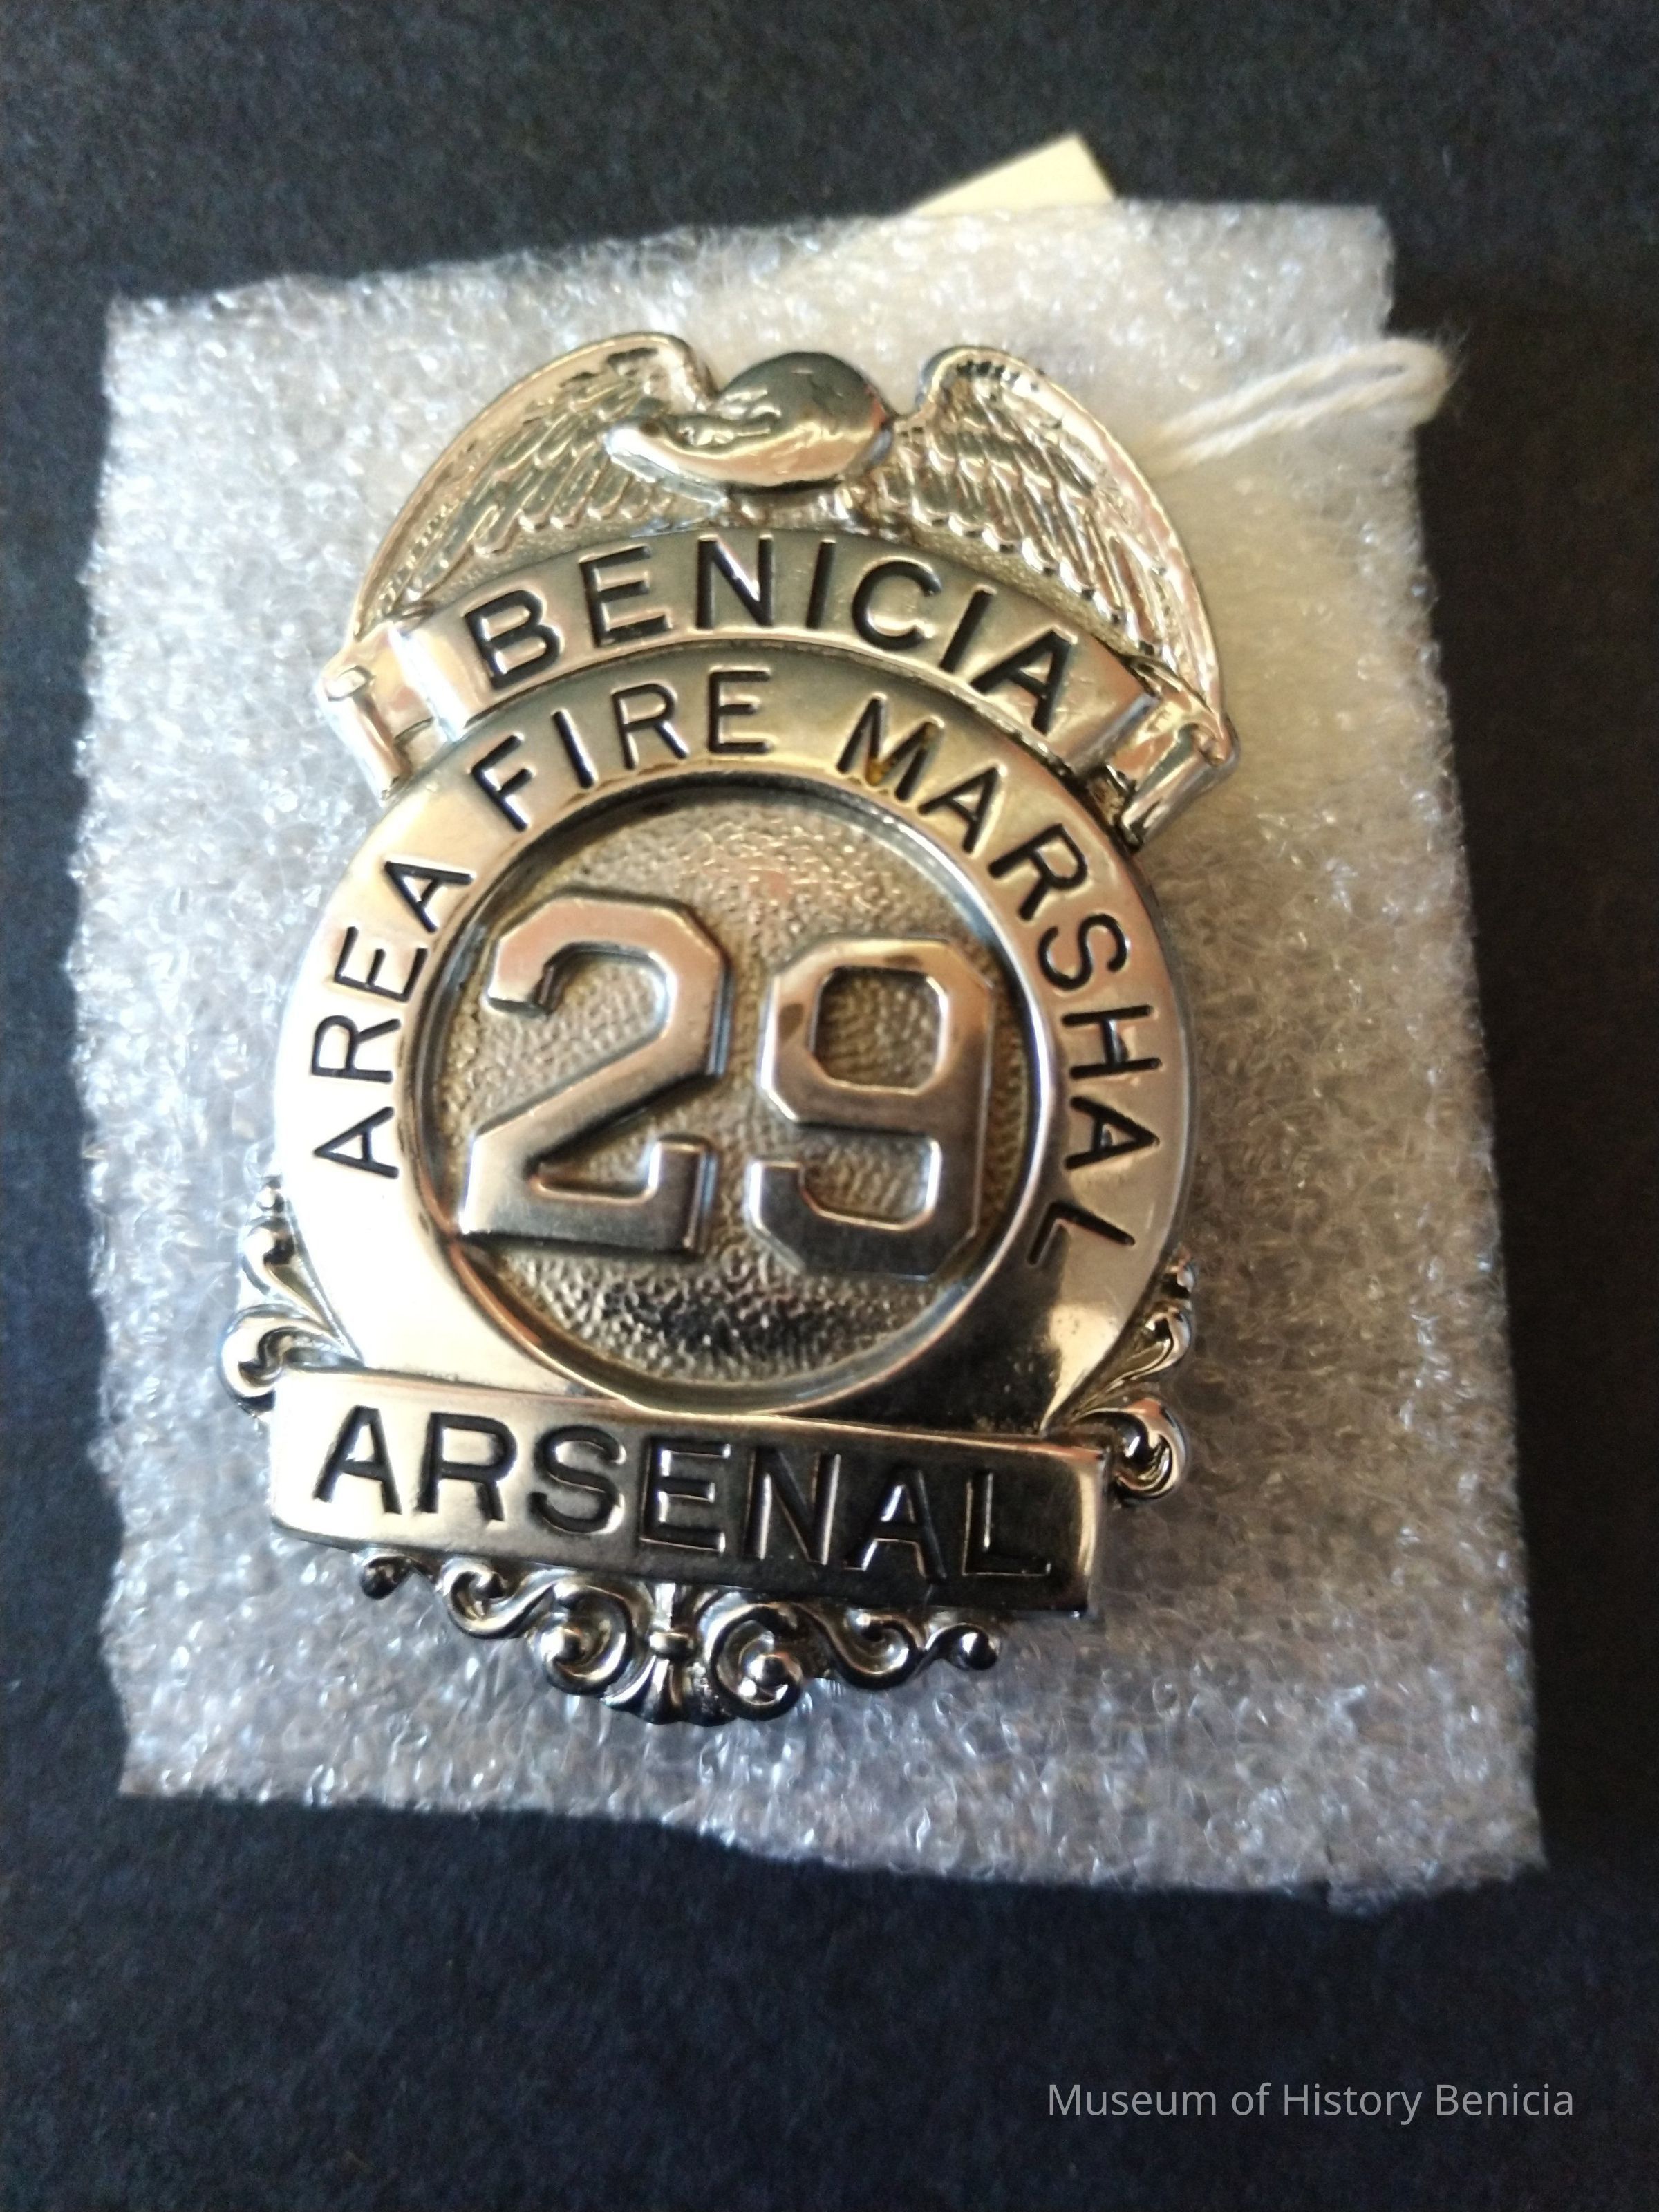 BENICIA
AREA FIRE MARSHAL
29
ARSENAL
Museum of History Benicia